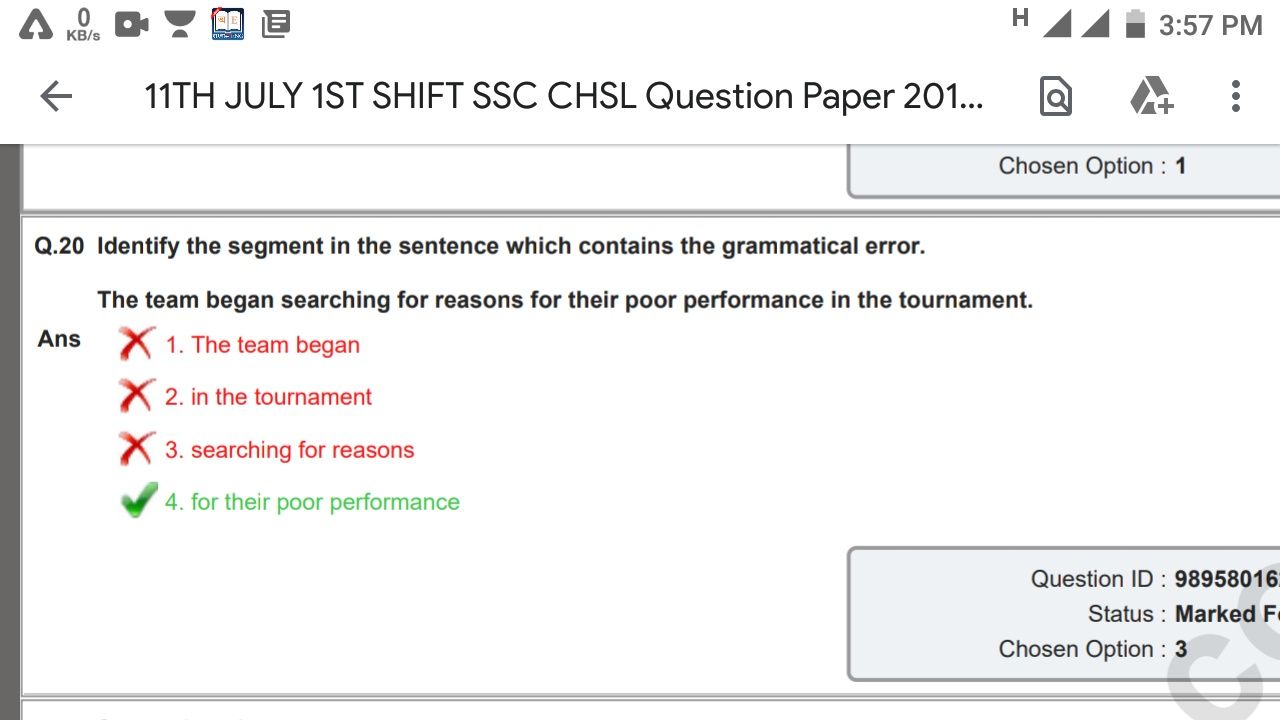 0
KB/s
H
3:57 PM
11TH JULY 1ST SHIFT SSC CHSL Question Paper 201...
Chosen Option : 1
Q.20 Identify the segment in the sentence which contains the grammatical error.
The team began searching for reasons for their poor performance in the tournament.
Ans
1. The team began
2. in the tournament
3. searching for reasons
4. for their poor performance
Question ID : 98958016
Status : Marked F
Chosen Option : 3